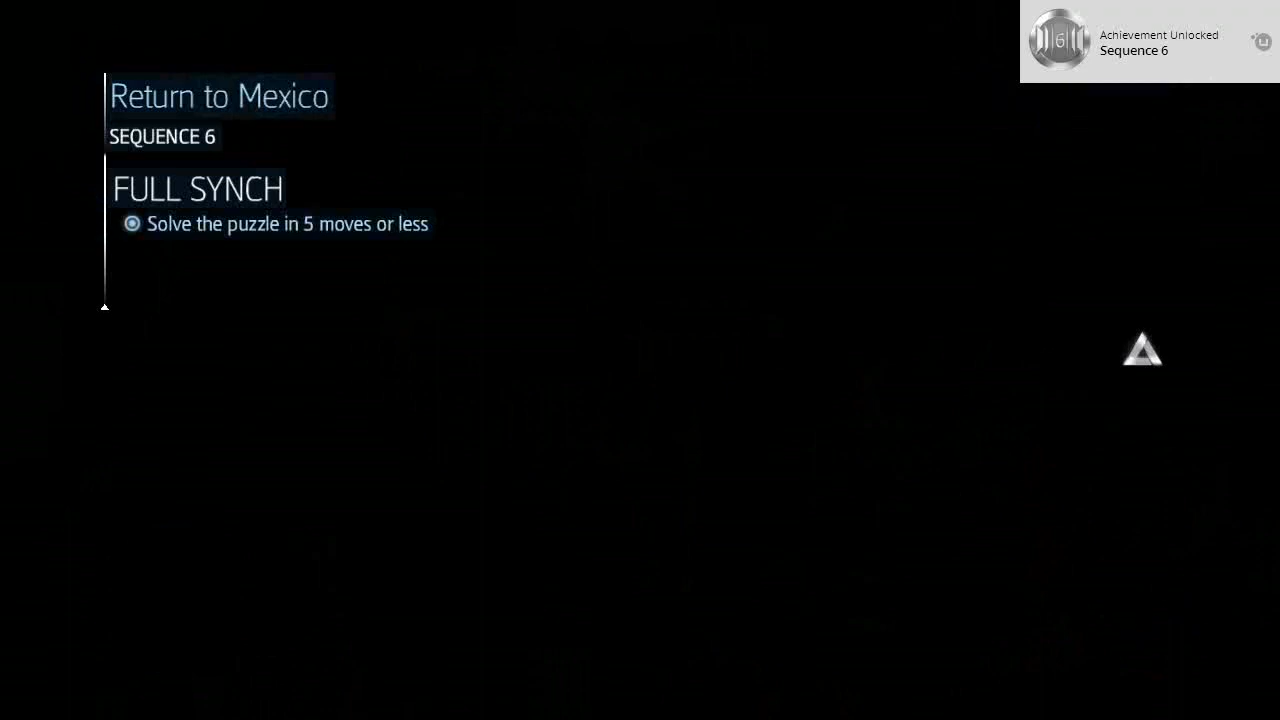 Achievement Unlocked
Sequence 6
Return to Mexico
SEQUENCE 6
FULL SYNCH
Solve the puzzle in 5 moves or less